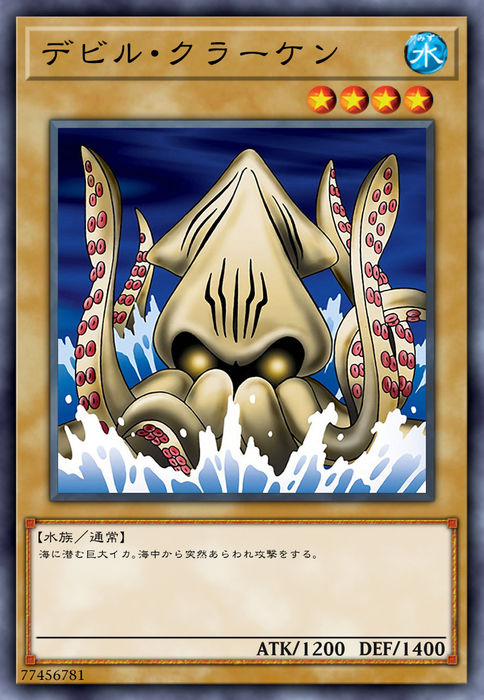 デビル・クラーケン
みず
水
【水族／通常】
海に潜む巨大イカ。海中から突然あらわれ攻撃をする。
ATK/1200 DEF/1400
77456781